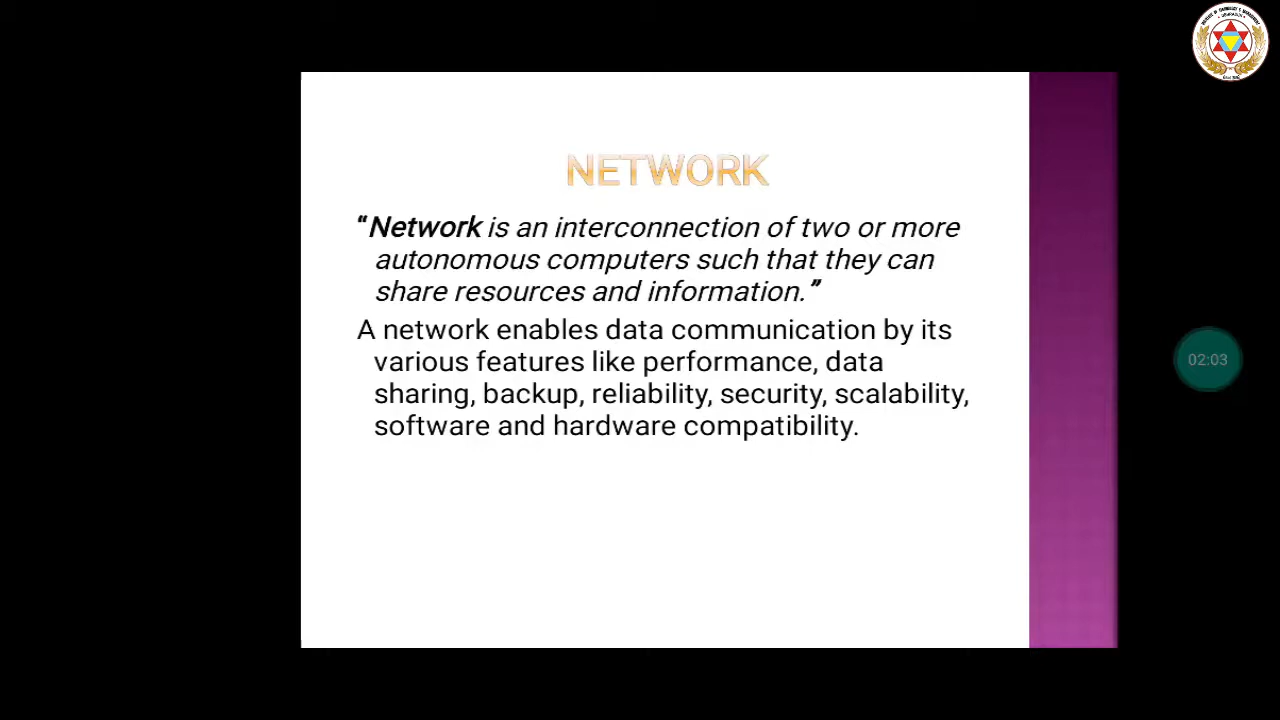 NETWORK
“Network is an interconnection of two or more
autonomous computers such that they can
share resources and information.”
A network enables data communication by its
various features like performance, data
sharing, backup, reliability, security, scalability,
software and hardware compatibility.
02:03